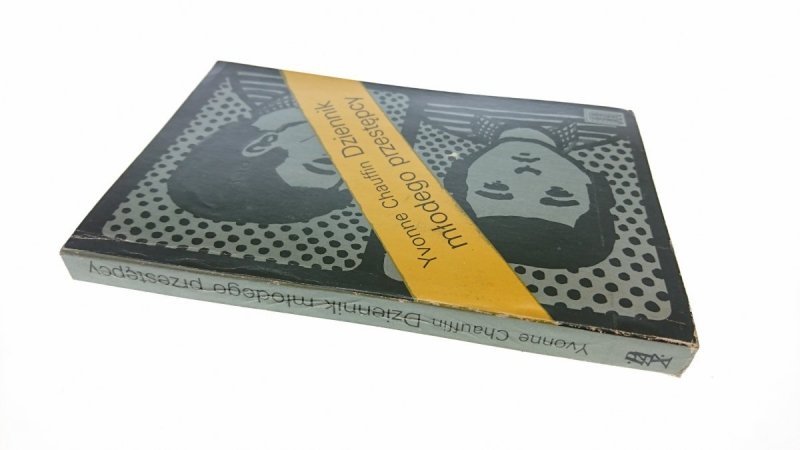 Yvonne Chauffin Dziennik
młodego przestępcy
Yvonne Chauffin Dziennik młodego przestępcy